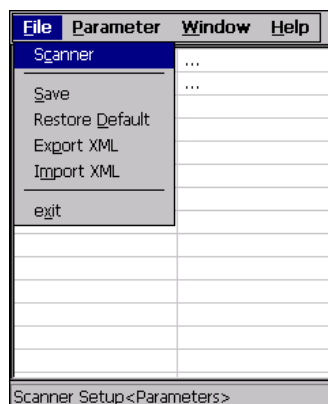 File Parameter Window Help
Scanner
...
Save
...
Restore Default
Export XML
Import XML
exit
Scanner Setup<Parameters>